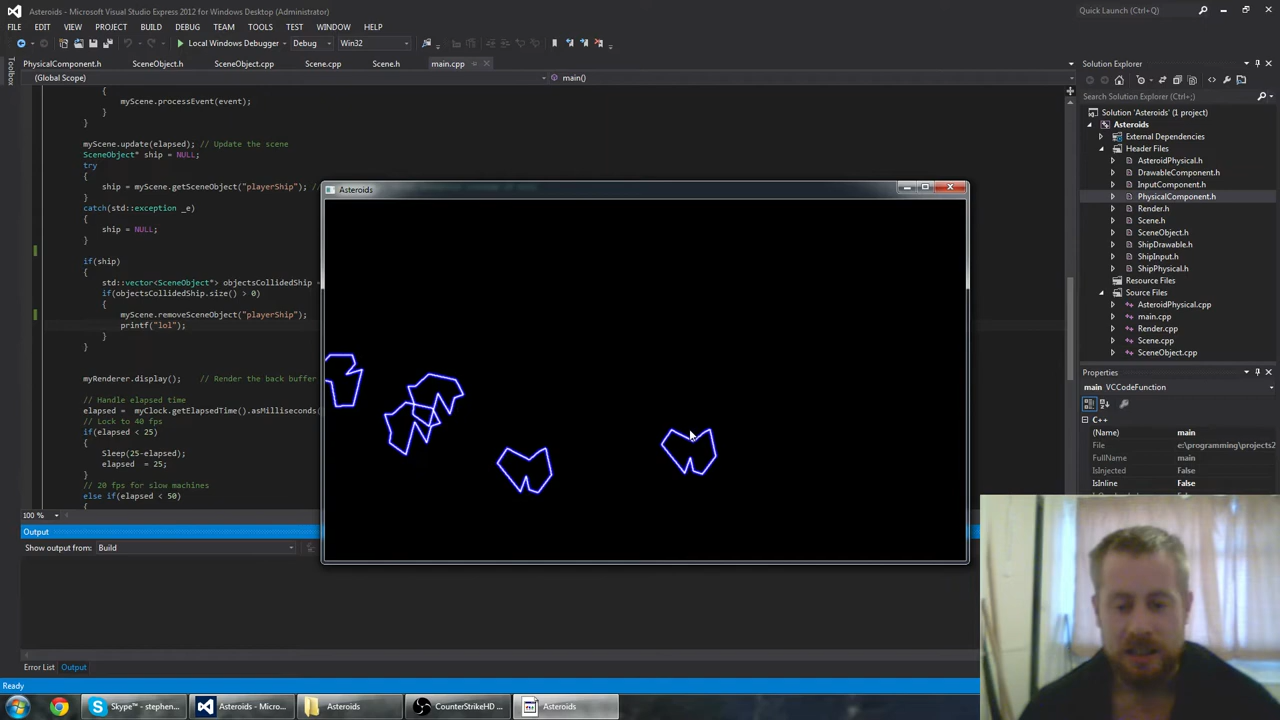 Asteroids - Microsoft Visual Studio Express 2012 for Windows Desktop (Administrator)
Quick Launch (Ctrl+Q)
FILE EDIT VIEW PROJECT BUILD DEBUG TEAM TOOLS TEST WINDOW HELP
Local Windows Debugger Debug Win32
Toolbox
PhysicalComponent.h SceneObject.h SceneObject.cpp Scene.cpp Scene.h main.cpp
(Global Scope) main()
{
myScene.processEvent(event);
}
}
myScene.update(elapsed); // Update the scene
SceneObject* ship = NULL;
try
{
ship = myScene.getSceneObject("playerShip"); //
}
catch(std::exception _e)
{
ship = NULL;
}
if(ship)
{
std::vector<SceneObject*> objectsCollidedShip =
if(objectsCollidedShip.size() > 0)
{
myScene.removeSceneObject("playerShip");
printf("lol");
}
}
myRenderer.display(); // Render the back buffer
// Handle elapsed time
elapsed = myClock.getElapsedTime().asMilliseconds(
// Lock to 40 fps
if(elapsed < 25)
{
Sleep(25-elapsed);
elapsed = 25;
}
// 20 fps for slow machines
else if(elapsed < 50)
{
100 %
Asteroids
Output
Show output from: Build
Error List Output
Ready
Solution Explorer
Search Solution Explorer (Ctrl+;)
Solution 'Asteroids' (1 project)
Asteroids
External Dependencies
Header Files
AsteroidPhysical.h
DrawableComponent.h
InputComponent.h
PhysicalComponent.h
Render.h
Scene.h
SceneObject.h
ShipDrawable.h
ShipInput.h
ShipPhysical.h
Resource Files
Source Files
AsteroidPhysical.cpp
main.cpp
Render.cpp
Scene.cpp
SceneObject.cpp
Properties
main VCCodeFunction
C++
(Name) main
File e:\programming\projects2
FullName main
IsInjected False
IsInline False
Skype™ - stephen... Asteroids - Micros... Asteroids CounterStrikeHD ... Asteroids